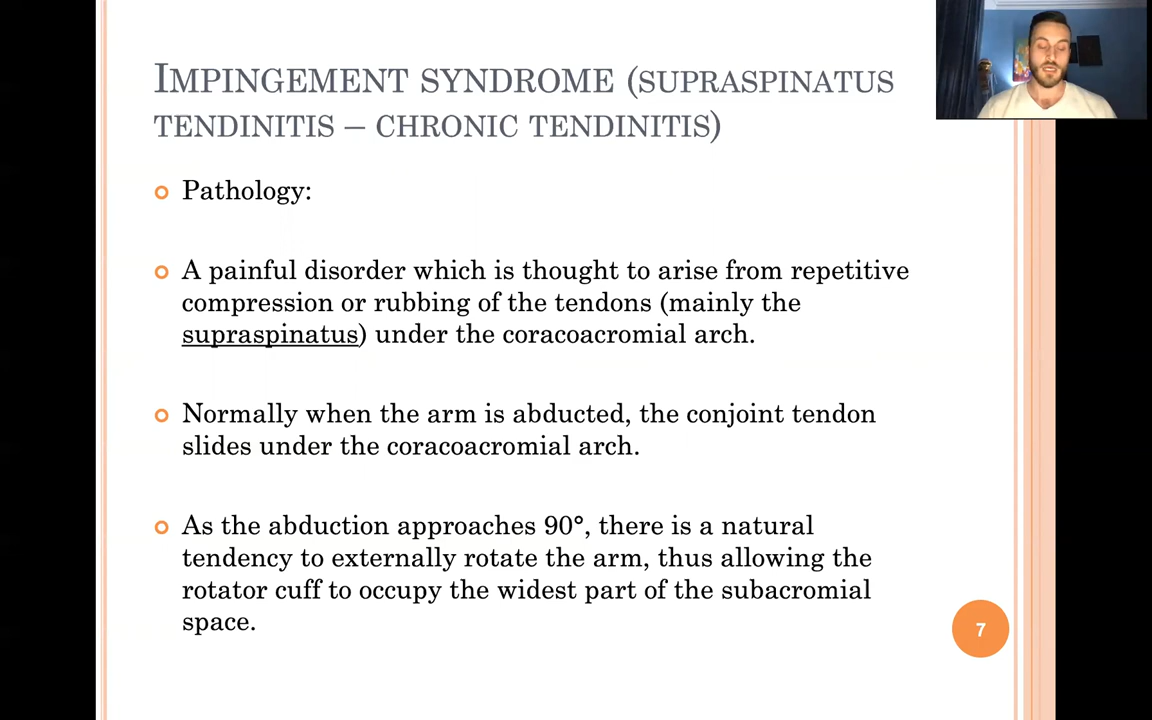 IMPINGEMENT SYNDROME (SUPRASPINATUS
TENDINITIS – CHRONIC TENDINITIS)
Pathology:
A painful disorder which is thought to arise from repetitive
compression or rubbing of the tendons (mainly the
supraspinatus) under the coracoacromial arch.
Normally when the arm is abducted, the conjoint tendon
slides under the coracoacromial arch.
As the abduction approaches 90°, there is a natural
tendency to externally rotate the arm, thus allowing the
rotator cuff to occupy the widest part of the subacromial
space.
7